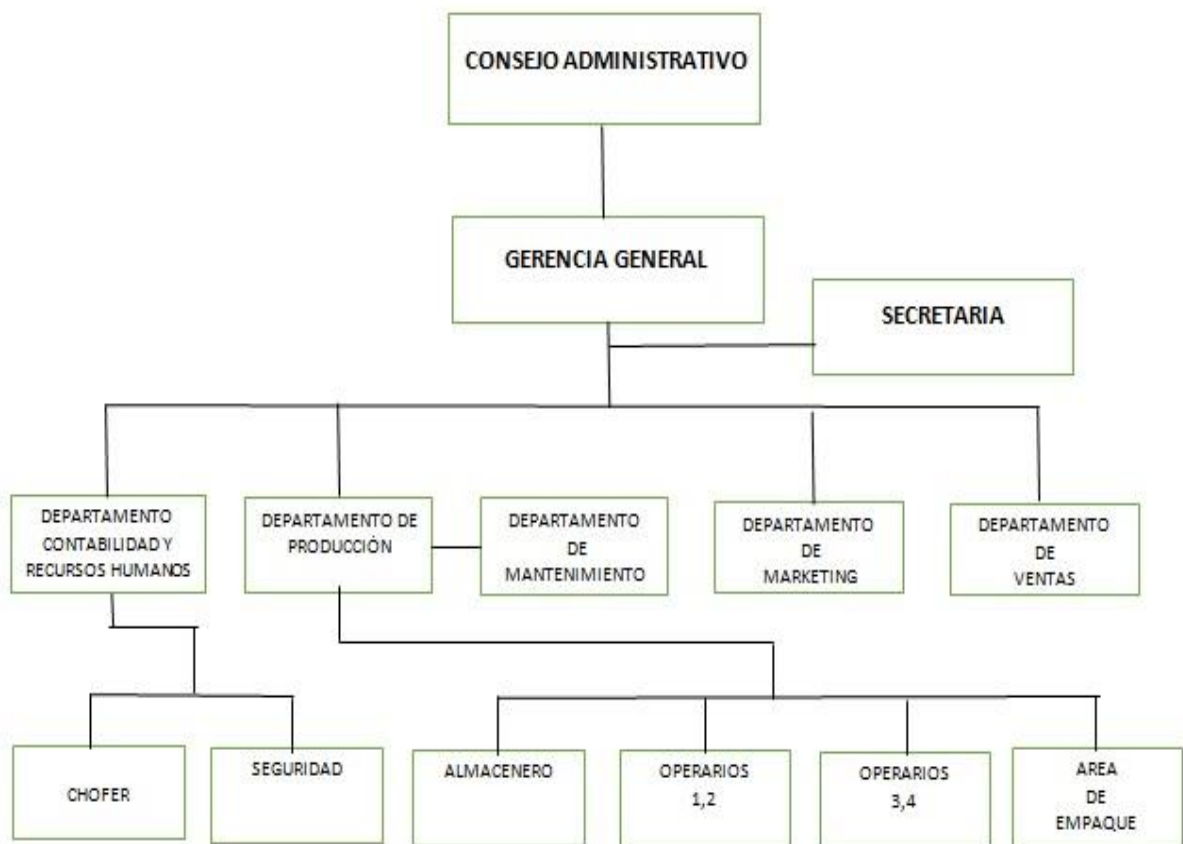 CONSEJO ADMINISTRATIVO
GERENCIA GENERAL
SECRETARIA
DEPARTAMENTO
CONTABILIDAD Y
RECURSOS HUMANOS
DEPARTAMENTO DE
PRODUCCIÓN
DEPARTAMENTO
DE
MANTENIMIENTO
DEPARTAMENTO
DE
MARKETING
DEPARTAMENTO
DE
VENTAS
CHOFER
SEGURIDAD
ALMACENERO
OPERARIOS
1,2
OPERARIOS
3,4
AREA
DE
EMPAQUE